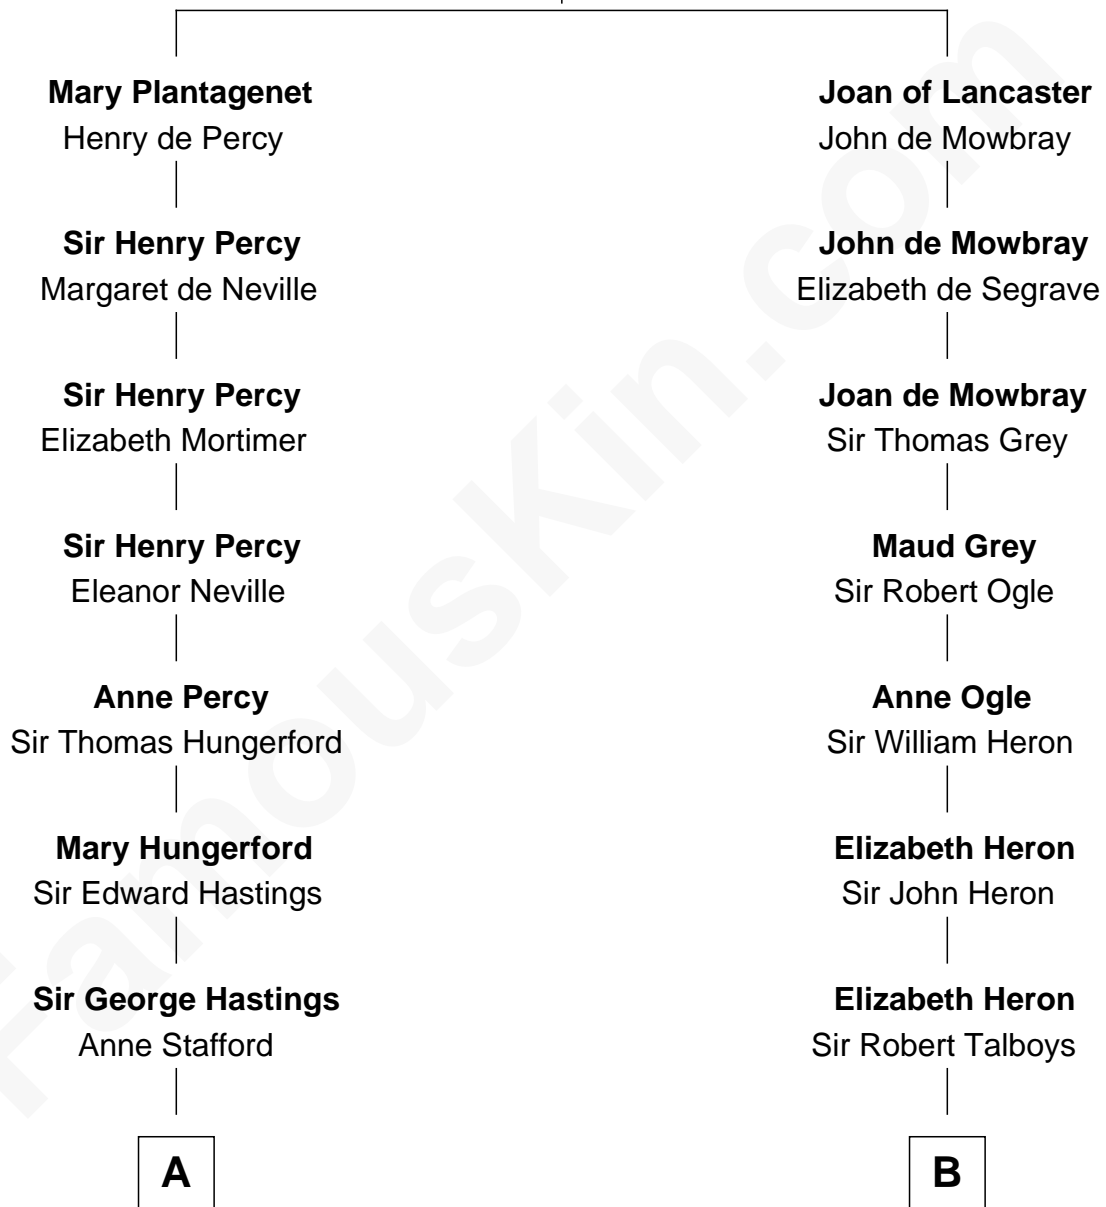 Mary Plantagenet
Henry de Percy
Sir Henry Percy
Margaret de Neville
Sir Henry Percy
Elizabeth Mortimer
Sir Henry Percy
Eleanor Neville
Anne Percy
Sir Thomas Hungerford
Mary Hungerford
Sir Edward Hastings
Sir George Hastings
Anne Stafford
A
Joan of Lancaster
John de Mowbray
John de Mowbray
Elizabeth de Segrave
Joan de Mowbray
Sir Thomas Grey
Maud Grey
Sir Robert Ogle
Anne Ogle
Sir William Heron
Elizabeth Heron
Sir John Heron
Elizabeth Heron
Sir Robert Talboys
B
FamousKin.com